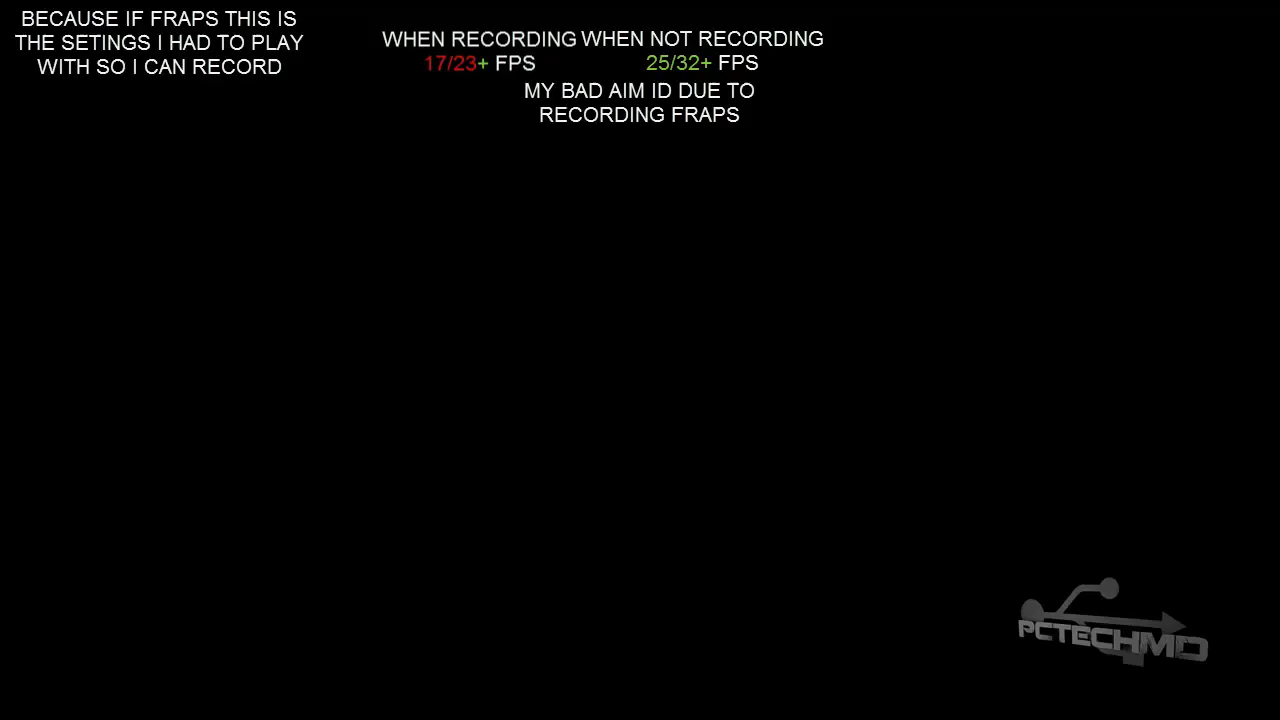 BECAUSE IF FRAPS THIS IS
THE SETINGS I HAD TO PLAY
WITH SO I CAN RECORD
WHEN RECORDING
17/23+ FPS
WHEN NOT RECORDING
25/32+ FPS
MY BAD AIM ID DUE TO
RECORDING FRAPS
PCTECHMD